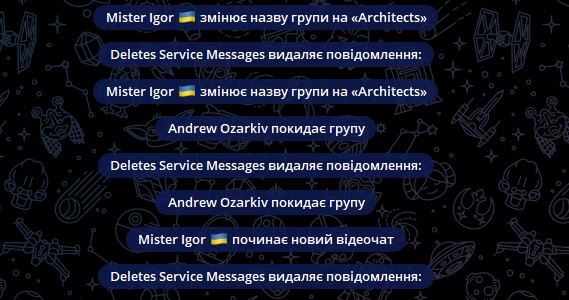 Mister Igor 🇺🇦 змінює назву групи на «Architects»
Deletes Service Messages видаляє повідомлення:
Mister Igor 🇺🇦 змінює назву групи на «Architects»
Andrew Ozarkiv покидає групу
Deletes Service Messages видаляє повідомлення:
Andrew Ozarkiv покидає групу
Mister Igor 🇺🇦 починає новий відеочат
Deletes Service Messages видаляє повідомлення: